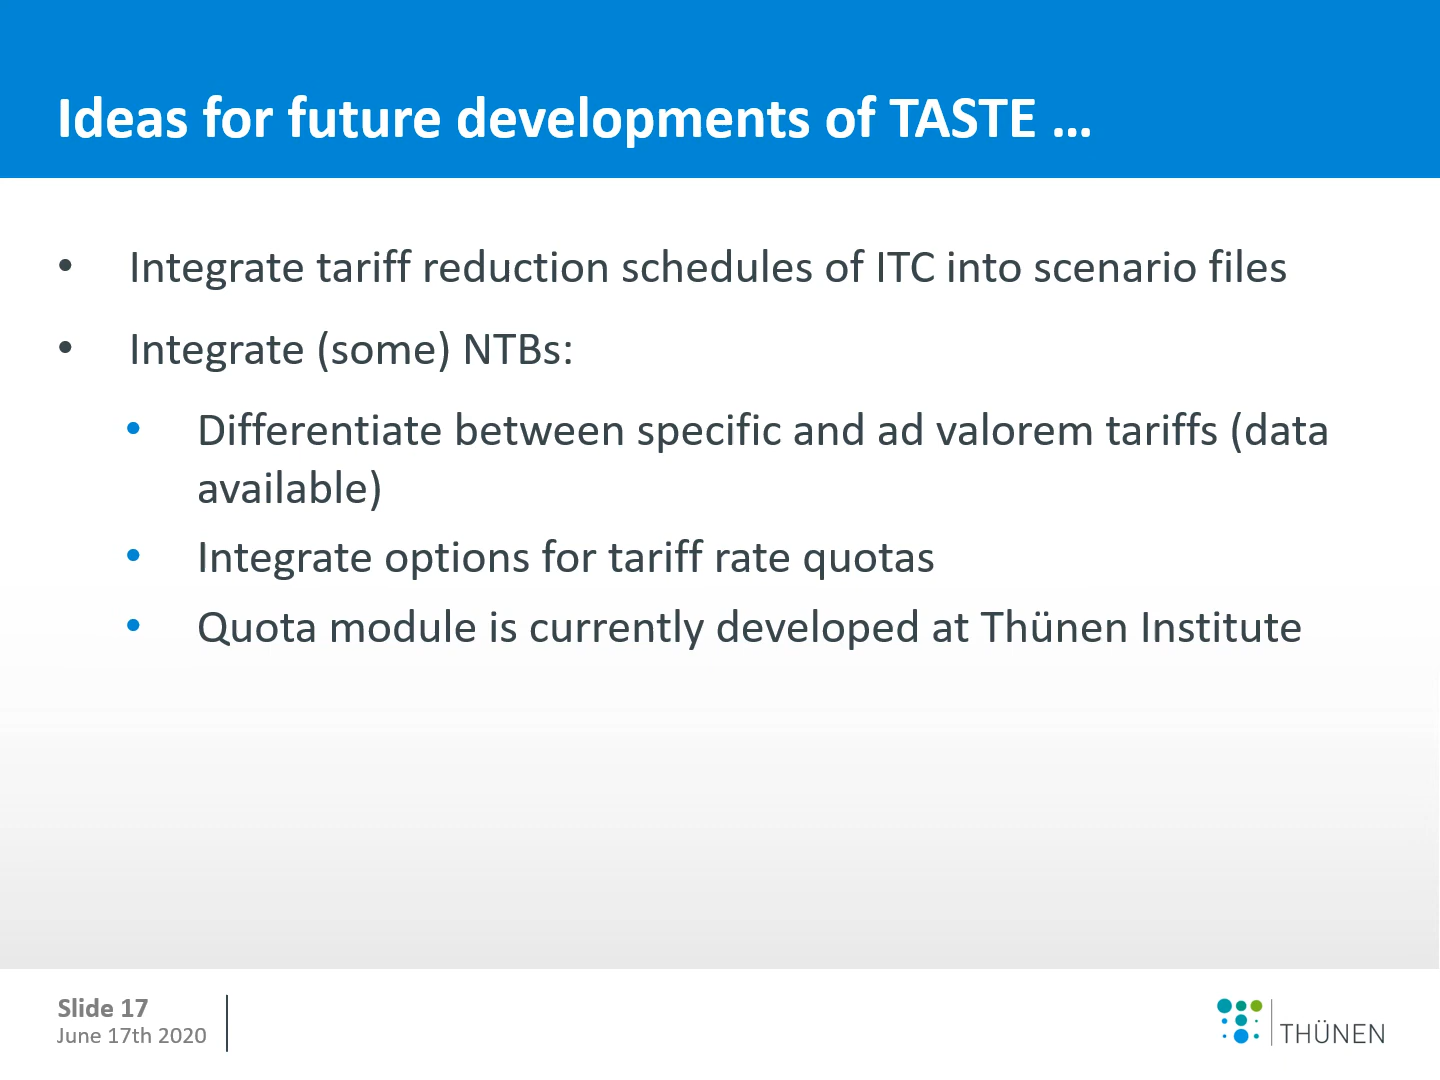 Ideas for future developments of TASTE ...
• Integrate tariff reduction schedules of ITC into scenario files
• Integrate (some) NTBs:
• Differentiate between specific and ad valorem tariffs (data
available)
• Integrate options for tariff rate quotas
• Quota module is currently developed at Thünen Institute
Slide 17
June 17th 2020
THÜNEN